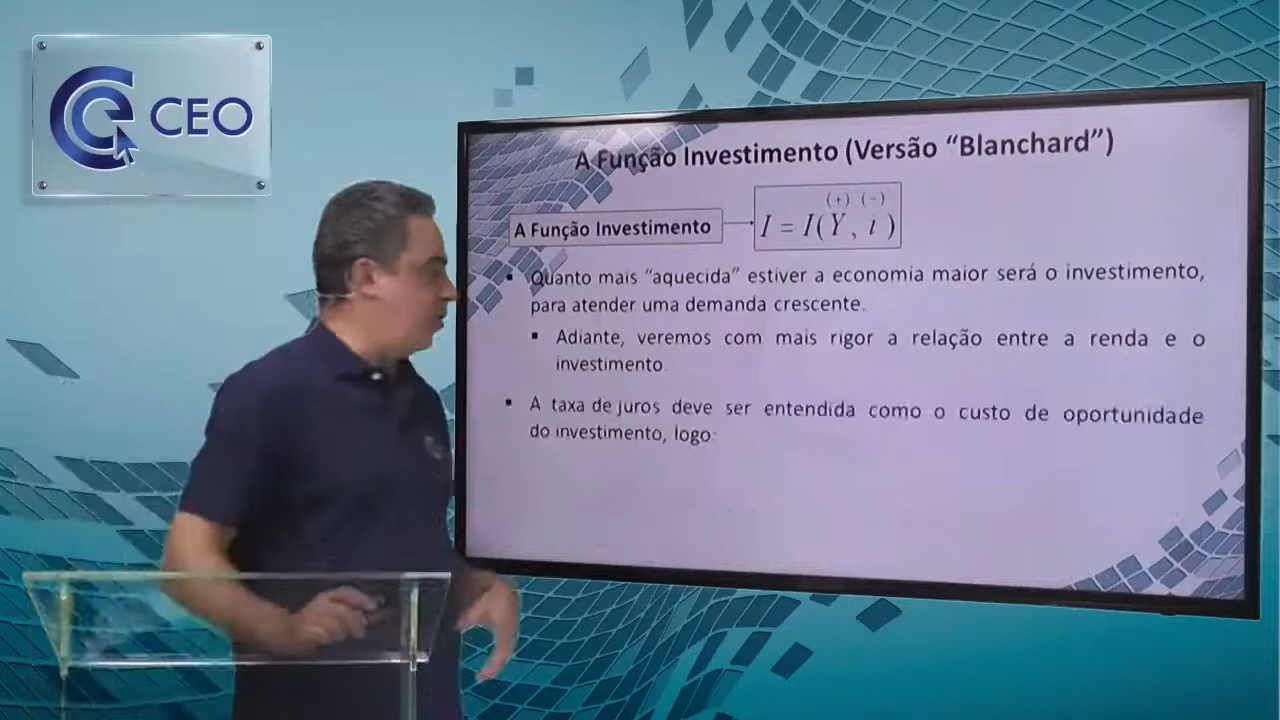 CEO
A Função Investimento (Versão “Blanchard”)
(+) (-)
A Função Investimento I = I(Y, i)
Quanto mais “aquecida” estiver a economia maior será o investimento,
para atender uma demanda crescente.
Adiante, veremos com mais rigor a relação entre a renda e o
investimento.
A taxa de juros deve ser entendida como o custo de oportunidade
do investimento, logo: